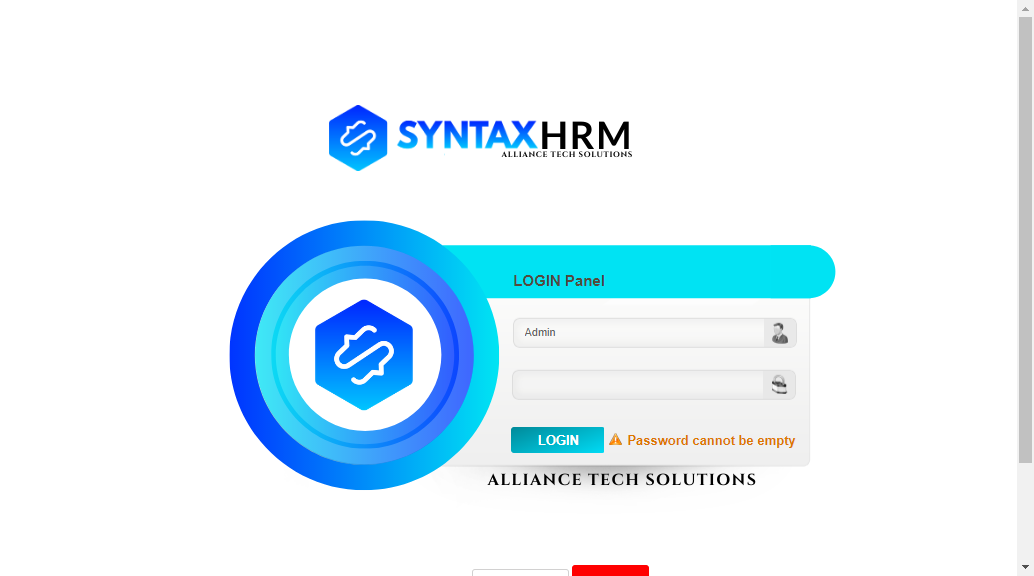 SYNTAXHRM
ALLIANCE TECH SOLUTIONS
LOGIN Panel
Admin
LOGIN
Password cannot be empty
ALLIANCE TECH SOLUTIONS